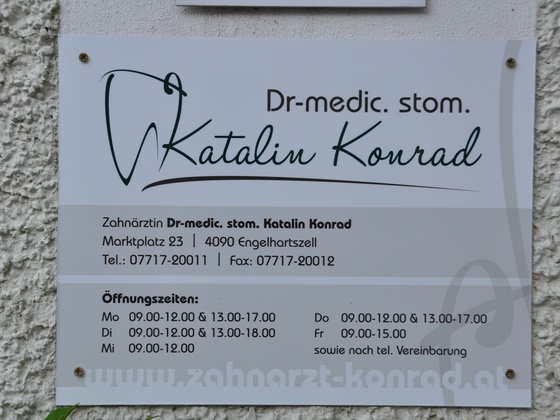 Dr-medic. stom.
Katalin Konrad
Zahnärztin Dr-medic. stom. Katalin Konrad
Marktplatz 23 | 4090 Engelhartszell
Tel.: 07717-20011 | Fax: 07717-20012
Öffnungszeiten:
Mo 09.00-12.00 & 13.00-17.00
Di 09.00-12.00 & 13.00-18.00
Mi 09.00-12.00
Do 09.00-12.00 & 13.00-17.00
Fr 09.00-15.00
sowie nach tel. Vereinbarung
www.zahnarzt-konrad.at